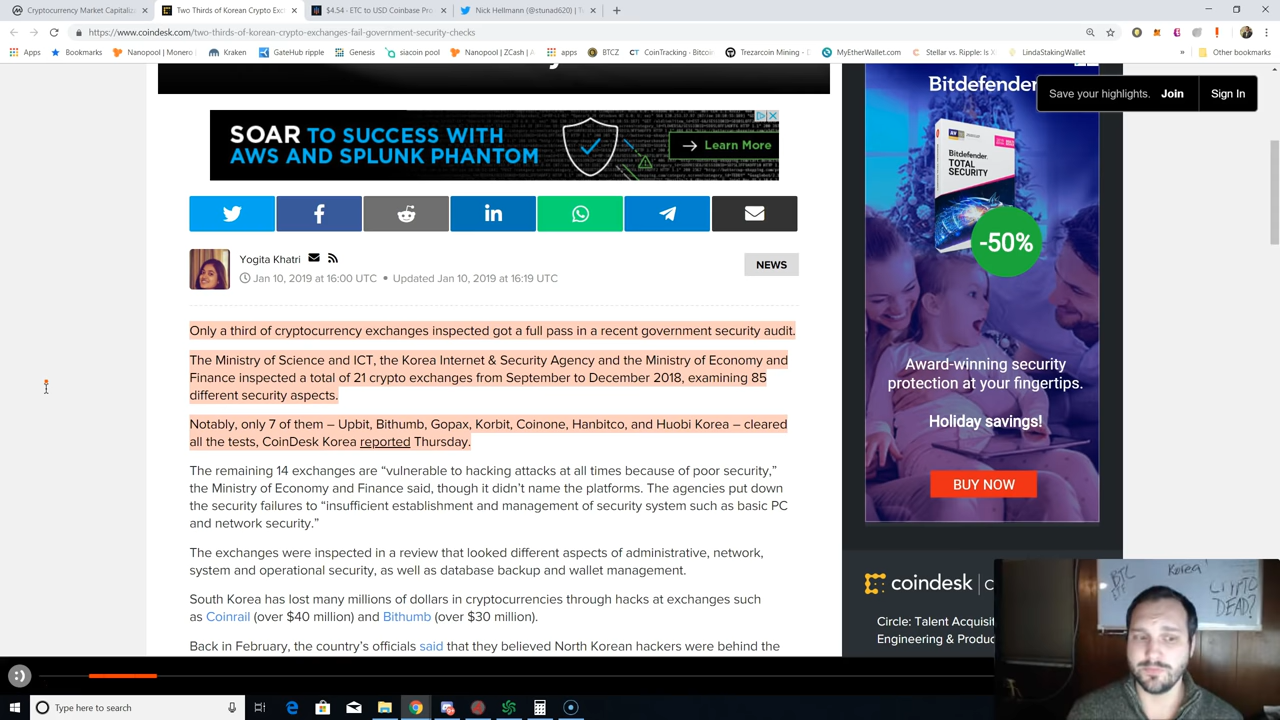 Cryptocurrency Market Capitaliz
Two Thirds of Korean Crypto Exc
$4.54 - ETC to USD Coinbase Pro
Nick Hellmann (@stunad620) | T
https://www.coindesk.com/two-thirds-of-korean-crypto-exchanges-fail-government-security-checks
Apps
Bookmarks
Nanopool | Monero
Kraken
GateHub ripple
Genesis
siacoin pool
Nanopool | ZCash | A
apps
BTCZ
CoinTracking · Bitcoi
Trezarcoin Mining - D
MyEtherWallet.com
Stellar vs. Ripple: Is X
LindaStakingWallet
Other bookmarks
SOAR TO SUCCESS WITH
AWS AND SPLUNK PHANTOM
Learn More
Bitdefender
Save your highlights. Join
Sign In
Bitdefender
TOTAL
SECURITY
-50%
Yogita Khatri
Jan 10, 2019 at 16:00 UTC • Updated Jan 10, 2019 at 16:19 UTC
NEWS
Only a third of cryptocurrency exchanges inspected got a full pass in a recent government security audit.
The Ministry of Science and ICT, the Korea Internet & Security Agency and the Ministry of Economy and
Finance inspected a total of 21 crypto exchanges from September to December 2018, examining 85
different security aspects.
Notably, only 7 of them – Upbit, Bithumb, Gopax, Korbit, Coinone, Hanbitco, and Huobi Korea – cleared
all the tests, CoinDesk Korea reported Thursday.
The remaining 14 exchanges are “vulnerable to hacking attacks at all times because of poor security,”
the Ministry of Economy and Finance said, though it didn’t name the platforms. The agencies put down
the security failures to “insufficient establishment and management of security system such as basic PC
and network security.”
The exchanges were inspected in a review that looked different aspects of administrative, network,
system and operational security, as well as database backup and wallet management.
South Korea has lost many millions of dollars in cryptocurrencies through hacks at exchanges such
as Coinrail (over $40 million) and Bithumb (over $30 million).
Back in February, the country’s officials said that they believed North Korean hackers were behind the
Award-winning security
protection at your fingertips.
Holiday savings!
BUY NOW
coindesk
Circle: Talent Acquisit
Engineering & Produc
BTC
Korea!
CRYPTO
DEAD?
Type here to search